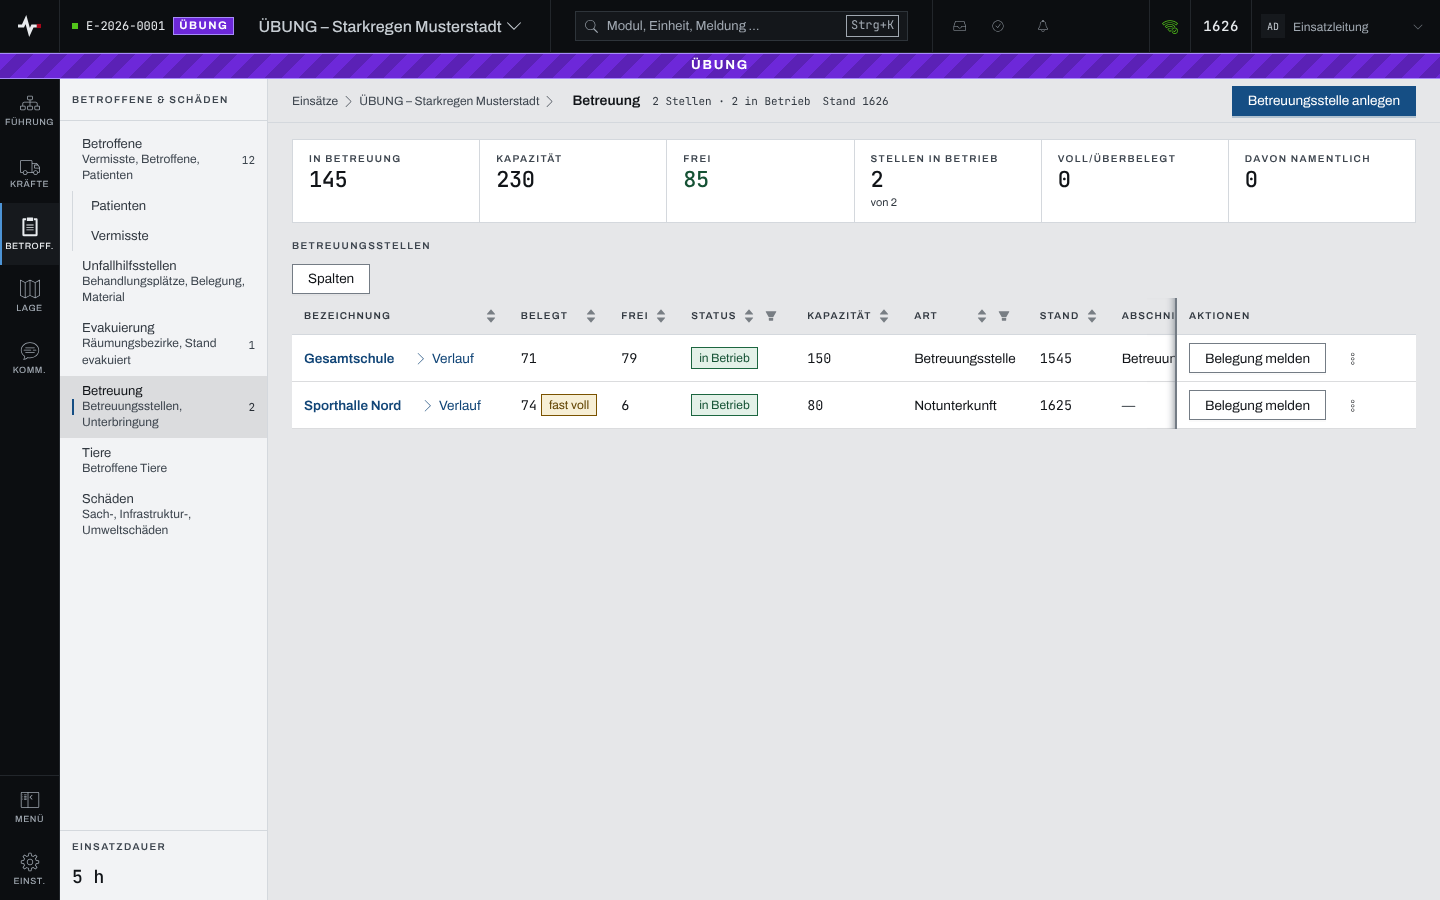 E-2026-0001 ÜBUNG ÜBUNG – Starkregen Musterstadt Modul, Einheit, Meldung ... Strg+K 1626 AD Einsatzleitung
ÜBUNG
FÜHRUNG
KRÄFTE
BETROFF.
LAGE
KOMM.
MENÜ
EINST.
BETROFFENE & SCHÄDEN
Betroffene
Vermisste, Betroffene, 12
Patienten
Patienten
Vermisste
Unfallhilfsstellen
Behandlungsplätze, Belegung,
Material
Evakuierung
Räumungsbezirke, Stand 1
evakuiert
Betreuung
Betreuungsstellen, 2
Unterbringung
Tiere
Betroffene Tiere
Schäden
Sach-, Infrastruktur-,
Umweltschäden
EINSATZDAUER
5 h
Einsätze ÜBUNG – Starkregen Musterstadt Betreuung 2 Stellen · 2 in Betrieb Stand 1626 Betreuungsstelle anlegen
IN BETREUUNG KAPAZITÄT FREI STELLEN IN BETRIEB VOLL/ÜBERBELEGT DAVON NAMENTLICH
145 230 85 2 0 0
von 2
BETREUUNGSSTELLEN
Spalten
BEZEICHNUNG BELEGT FREI STATUS KAPAZITÄT ART STAND ABSCHNI AKTIONEN
Gesamtschule Verlauf 71 79 in Betrieb 150 Betreuungsstelle 1545 Betreuun Belegung melden
Sporthalle Nord Verlauf 74 fast voll 6 in Betrieb 80 Notunterkunft 1625 — Belegung melden